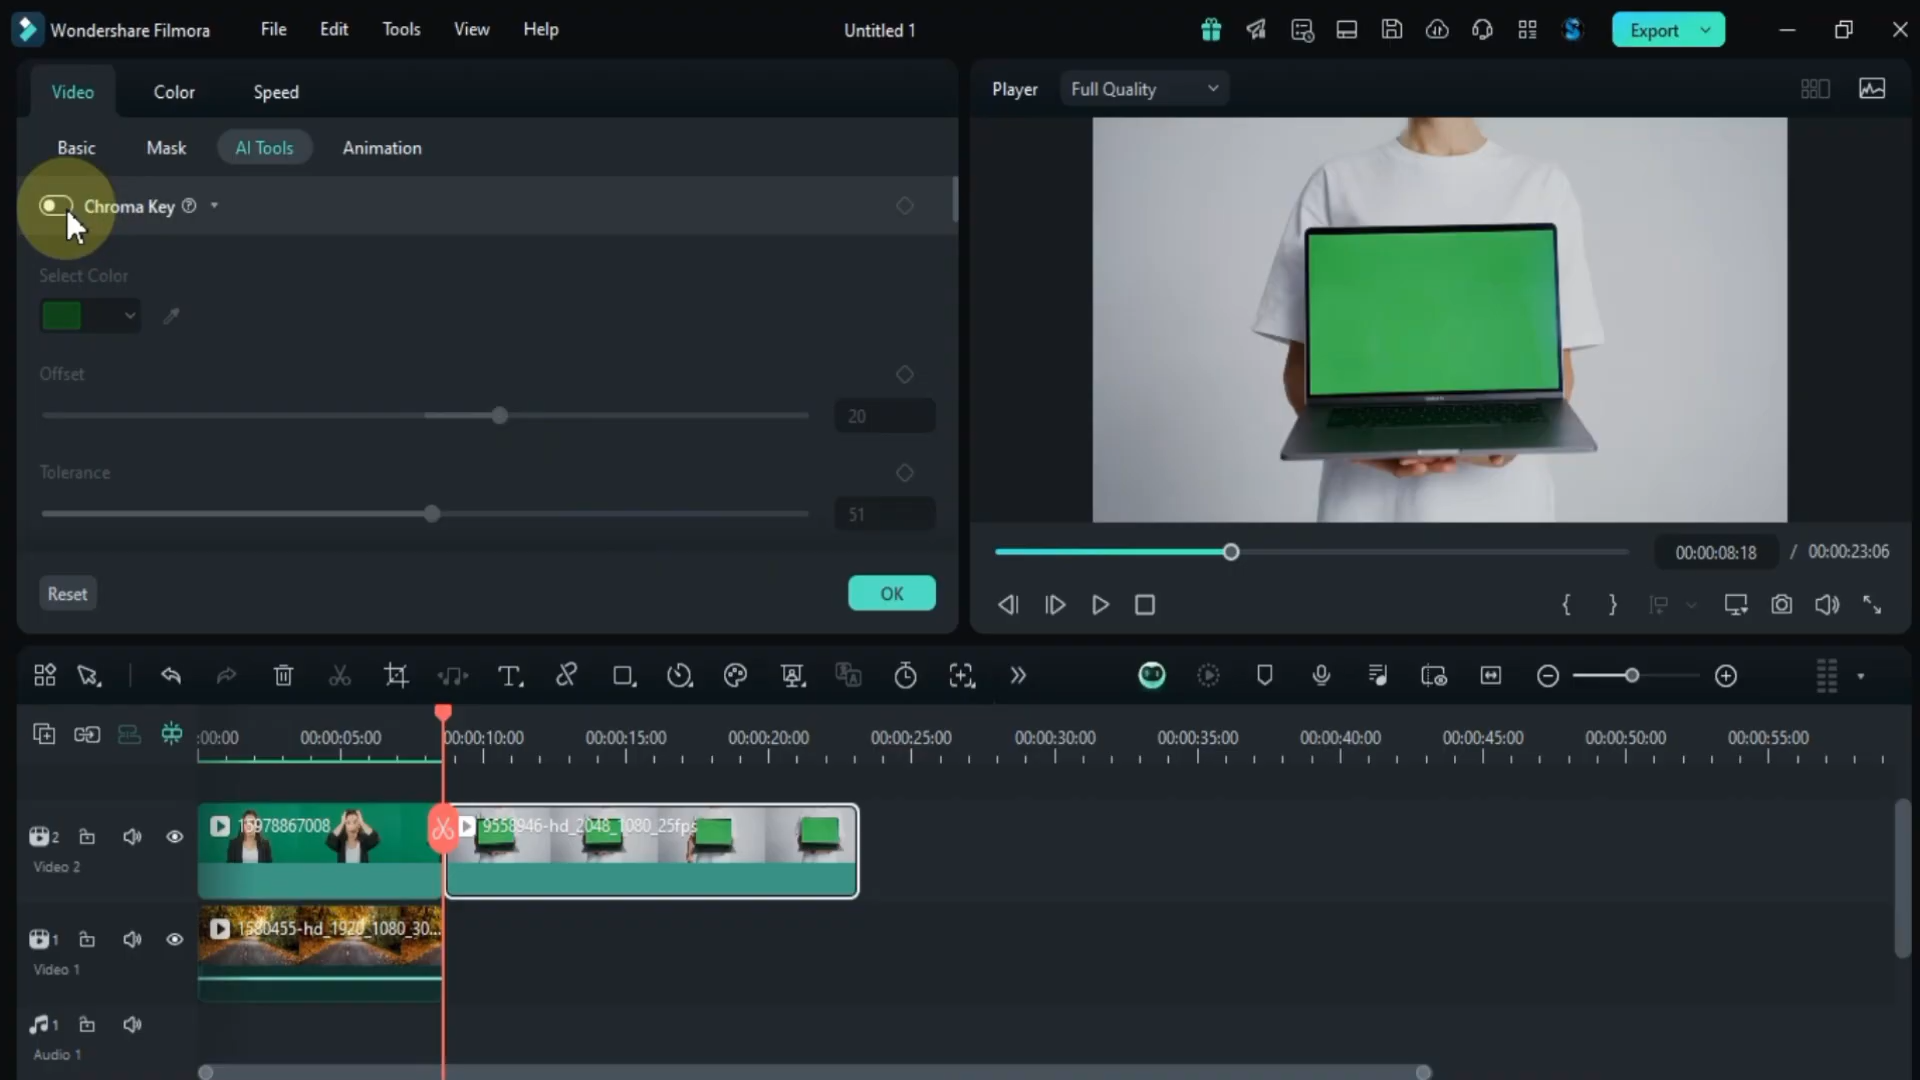 Wondershare Filmora File Edit Tools View Help Untitled 1 Export
Video Color Speed
Basic Mask AI Tools Animation
Chroma Key
Select Color
Offset
20
Tolerance
51
Reset OK
Player Full Quality
00:00:08:18 / 00:00:23:06
:00:00 00:00:05:00 00:00:10:00 00:00:15:00 00:00:20:00 00:00:25:00 00:00:30:00 00:00:35:00 00:00:40:00 00:00:45:00 00:00:50:00 00:00:55:00
2 15978867008 9558946-hd_2048_1080_25fps
Video 2
1 1580455-hd_1920_1080_30...
Video 1
1
Audio 1